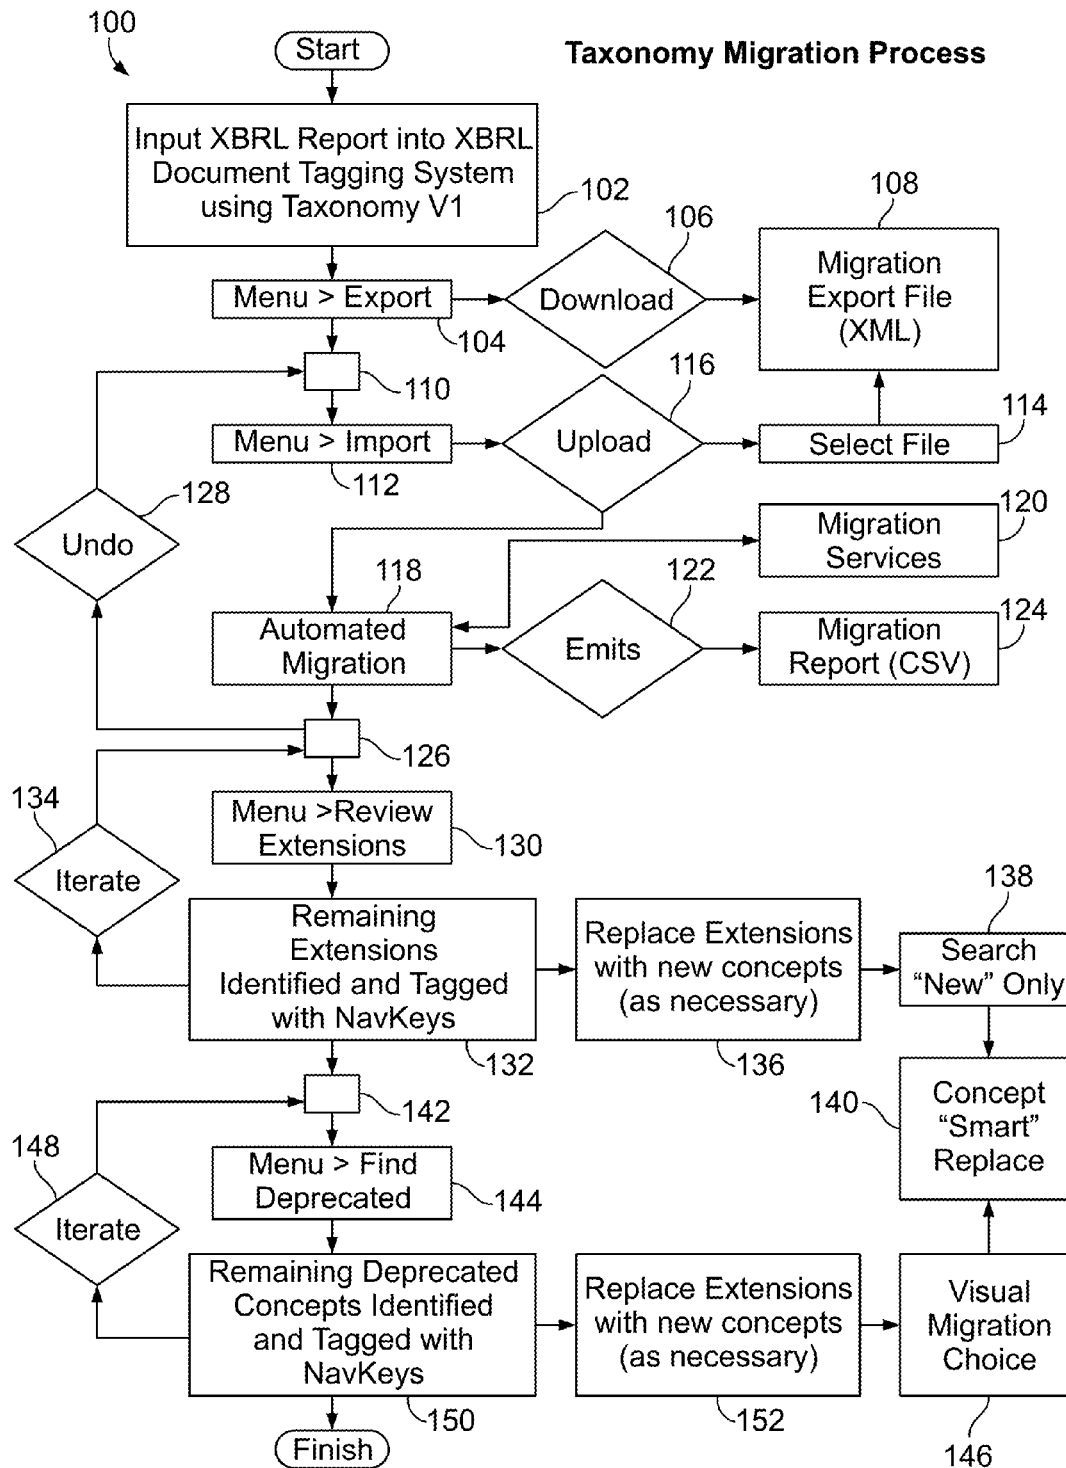 100
Start
Taxonomy Migration Process
Input XBRL Report into XBRL
Document Tagging System
using Taxonomy V1
102
106
108
Menu > Export
104
Download
Migration
Export File
(XML)
110
116
Menu > Import
112
Upload
Select File
114
128
Undo
Migration
Services
120
118
Automated
Migration
122
Emits
Migration
Report (CSV)
124
126
134
Menu >Review
Extensions
130
Iterate
Remaining
Extensions
Identified and Tagged
with NavKeys
132
Replace Extensions
with new concepts
(as necessary)
136
138
Search
“New” Only
142
140
Concept
“Smart”
Replace
148
Menu > Find
Deprecated
144
Iterate
Remaining Deprecated
Concepts Identified
and Tagged with
NavKeys
150
Replace Extensions
with new concepts
(as necessary)
152
Visual
Migration
Choice
146
Finish